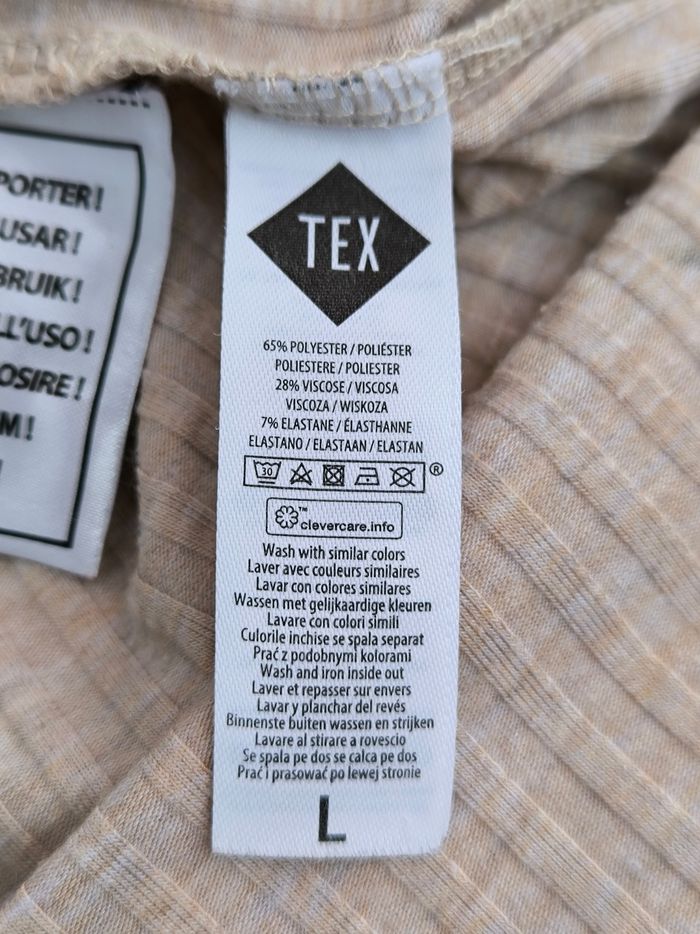 PORTER!
USAR!
BRUIK!
LL'USO!
OSIRE!
M!
TEX
65% POLYESTER / POLIÉSTER
POLIESTERE / POLIESTER
28% VISCOSE / VISCOSA
VISCOZA / WISKOZA
7% ELASTANE / ÉLASTHANNE
ELASTANO / ELASTAAN / ELASTAN
30
®
™
clevercare.info
Wash with similar colors
Laver avec couleurs similaires
Lavar con colores similares
Wassen met gelijkaardige kleuren
Lavare con colori simili
Culorile inchise se spala separat
Prać z podobnymi kolorami
Wash and iron inside out
Laver et repasser sur envers
Lavar y planchar del revés
Binnenste buiten wassen en strijken
Lavare al stirare a rovescio
Se spala pe dos se calca pe dos
Prać i prasować po lewej stronie
L